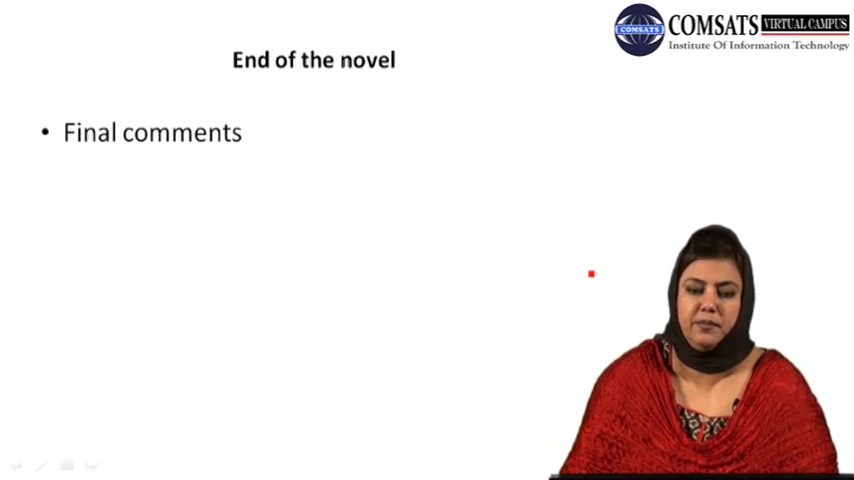 COMSATS
COMSATS VIRTUAL CAMPUS
Institute Of Information Technology
End of the novel
• Final comments